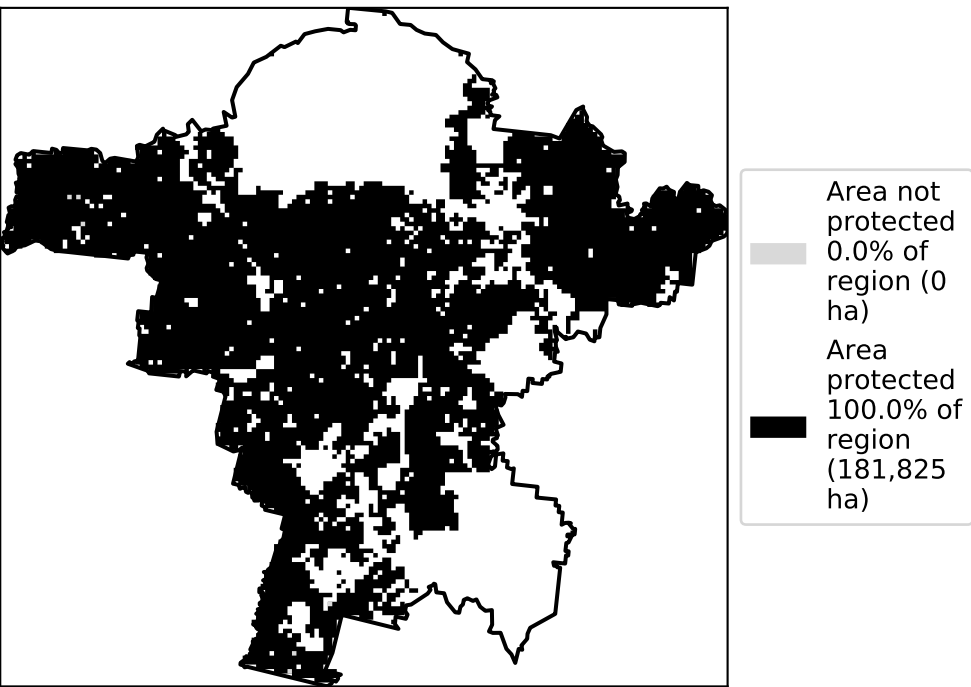 Area not
protected
0.0% of
region (0
ha)
Area
protected
100.0% of
region
(181,825
ha)